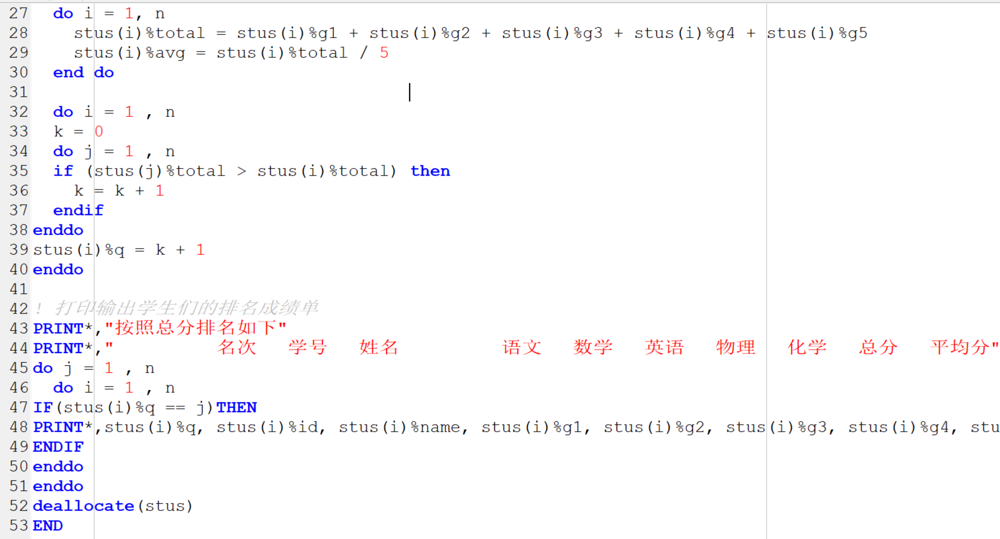 27   do i = 1, n
28     stus(i)%total = stus(i)%g1 + stus(i)%g2 + stus(i)%g3 + stus(i)%g4 + stus(i)%g5
29     stus(i)%avg = stus(i)%total / 5
30   end do
31
32   do i = 1 , n
33   k = 0
34   do j = 1 , n
35   if (stus(j)%total > stus(i)%total) then
36     k = k + 1
37   endif
38 enddo
39 stus(i)%q = k + 1
40 enddo
41
42 ! 打印输出学生们的排名成绩单
43 PRINT*,"按照总分排名如下"
44 PRINT*,"          名次   学号   姓名          语文   数学   英语   物理   化学   总分   平均分"
45 do j = 1 , n
46   do i = 1 , n
47 IF(stus(i)%q == j)THEN
48 PRINT*,stus(i)%q, stus(i)%id, stus(i)%name, stus(i)%g1, stus(i)%g2, stus(i)%g3, stus(i)%g4, stu
49 ENDIF
50 enddo
51 enddo
52 deallocate(stus)
53 END